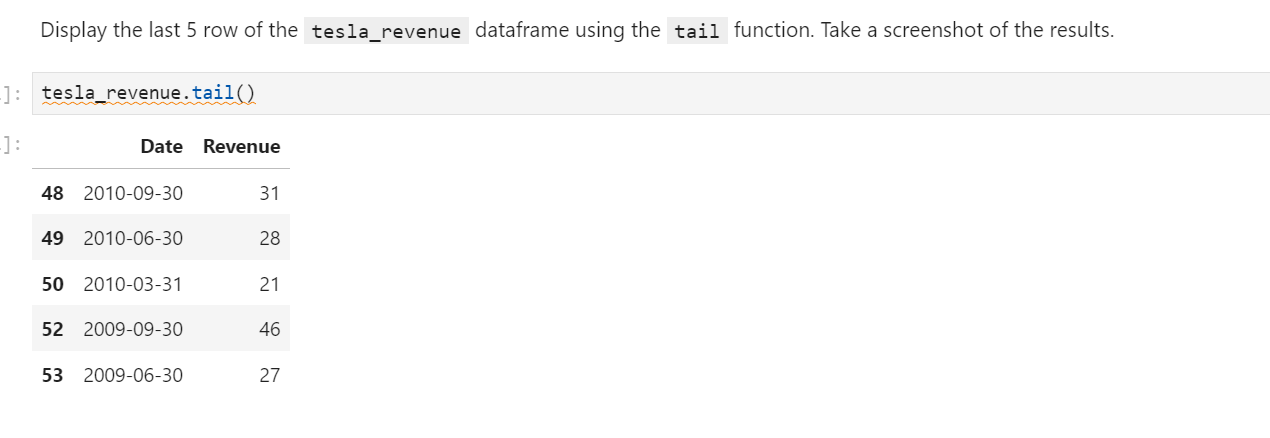 Display the last 5 row of the tesla_revenue dataframe using the tail function. Take a screenshot of the results.
]: tesla_revenue.tail()
]: Date Revenue
48 2010-09-30 31
49 2010-06-30 28
50 2010-03-31 21
52 2009-09-30 46
53 2009-06-30 27